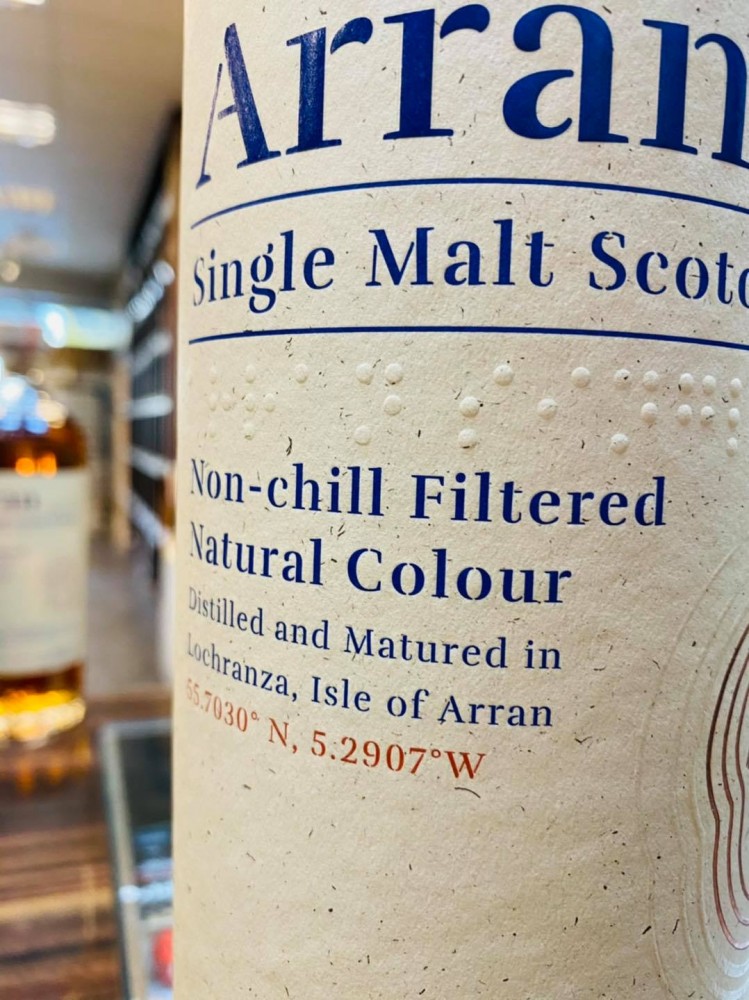 Arran
Single Malt Scotc
Non-chill Filtered
Natural Colour
Distilled and Matured in
Lochranza, Isle of Arran
55.7030° N, 5.2907°W